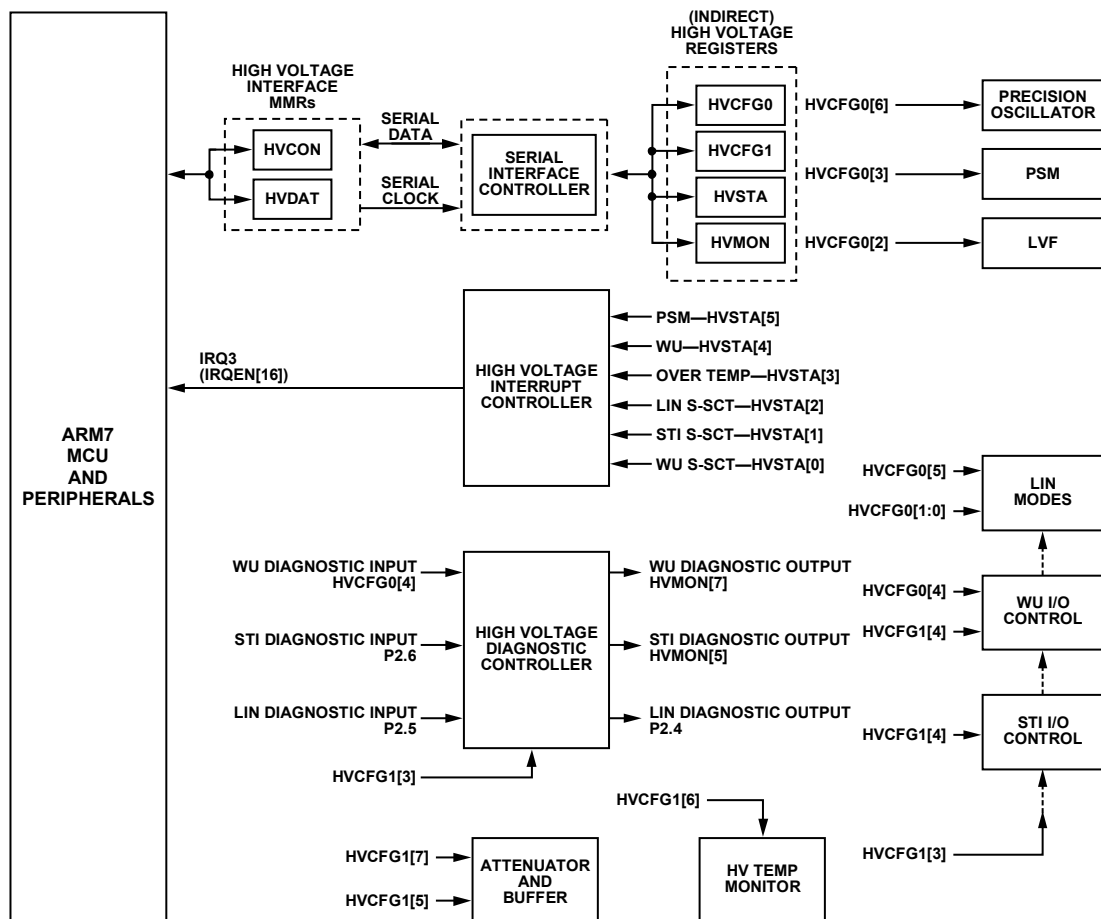 (INDIRECT)
HIGH VOLTAGE
REGISTERS
HIGH VOLTAGE
INTERFACE
MMRs
HVCON
HVDAT
SERIAL
DATA
SERIAL
CLOCK
SERIAL
INTERFACE
CONTROLLER
HVCFG0
HVCFG1
HVSTA
HVMON
HVCFG0[6]
PRECISION
OSCILLATOR
HVCFG0[3]
PSM
HVCFG0[2]
LVF
ARM7
MCU
AND
PERIPHERALS
IRQ3
(IRQEN[16])
HIGH VOLTAGE
INTERRUPT
CONTROLLER
PSM—HVSTA[5]
WU—HVSTA[4]
OVER TEMP—HVSTA[3]
LIN S-SCT—HVSTA[2]
STI S-SCT—HVSTA[1]
WU S-SCT—HVSTA[0]
HVCFG0[5]
HVCFG0[1:0]
LIN
MODES
WU DIAGNOSTIC INPUT
HVCFG0[4]
STI DIAGNOSTIC INPUT
P2.6
LIN DIAGNOSTIC INPUT
P2.5
HVCFG1[3]
HIGH VOLTAGE
DIAGNOSTIC
CONTROLLER
WU DIAGNOSTIC OUTPUT
HVMON[7]
STI DIAGNOSTIC OUTPUT
HVMON[5]
LIN DIAGNOSTIC OUTPUT
P2.4
HVCFG0[4]
HVCFG1[4]
WU I/O
CONTROL
HVCFG1[4]
STI I/O
CONTROL
HVCFG1[3]
HVCFG1[7]
HVCFG1[5]
ATTENUATOR
AND
BUFFER
HVCFG1[6]
HV TEMP
MONITOR